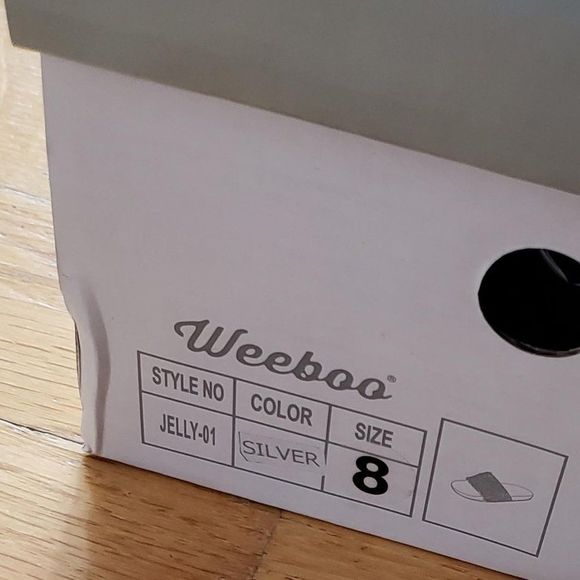 Weeboo®
STYLE NO COLOR SIZE
JELLY-01 SILVER 8